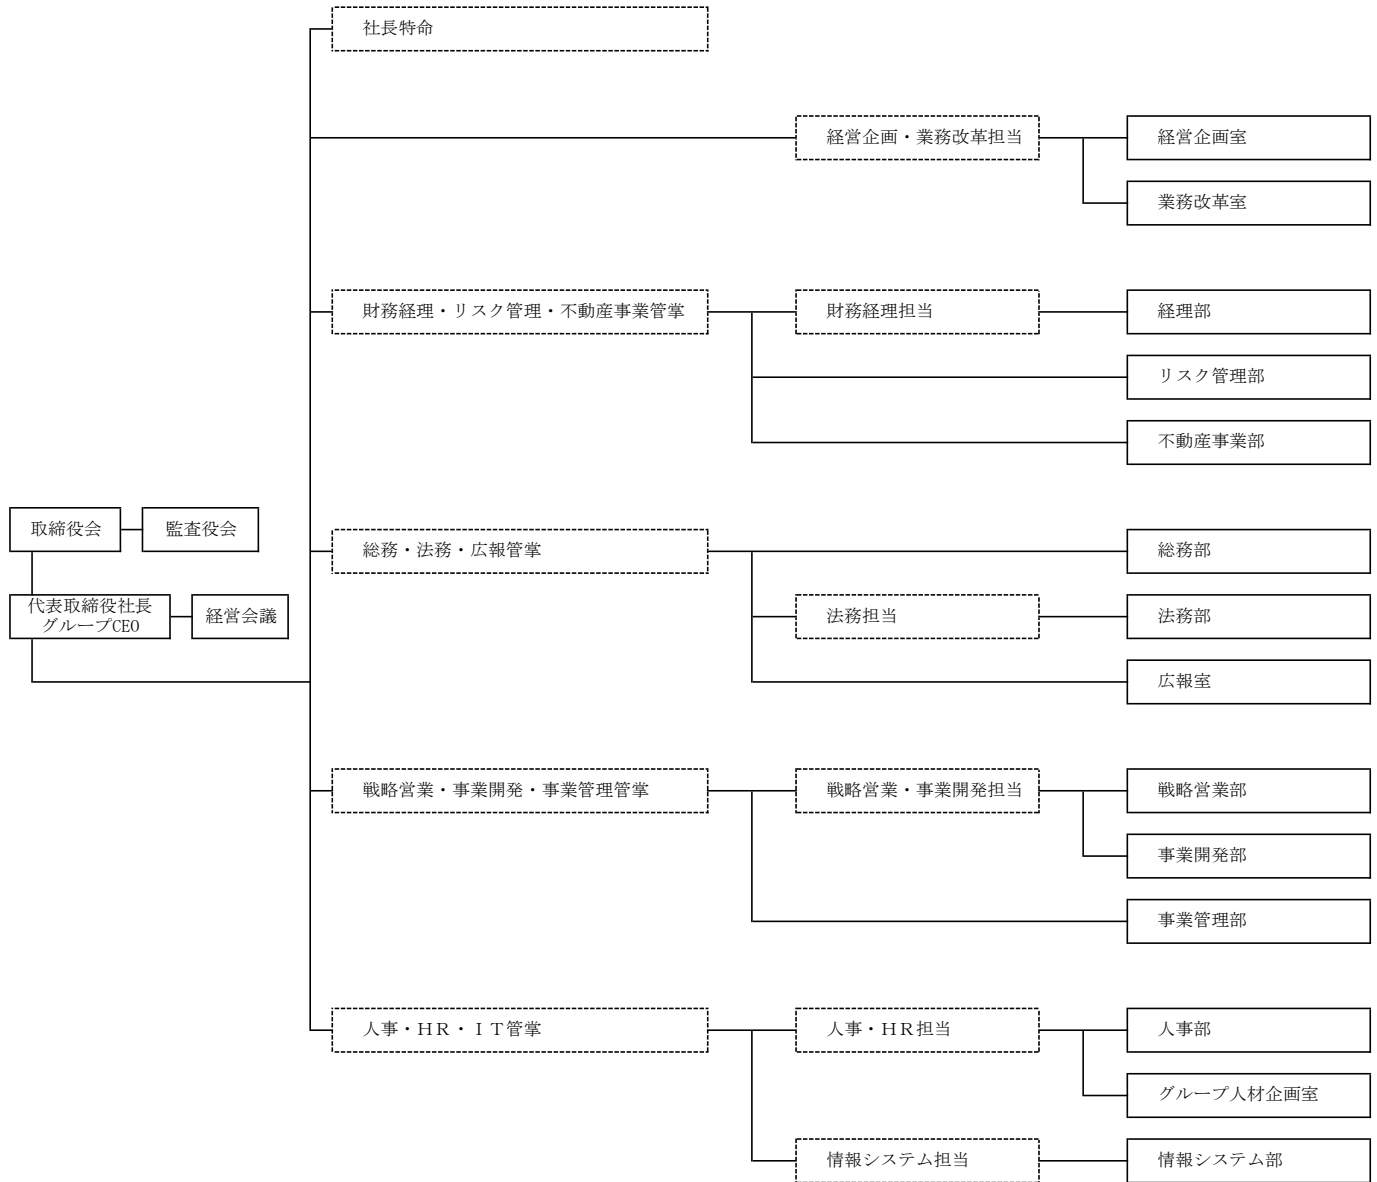 社長特命
経営企画・業務改革担当
経営企画室
業務改革室
財務経理・リスク管理・不動産事業管掌
財務経理担当
経理部
リスク管理部
不動産事業部
取締役会
監査役会
代表取締役社長
グループCEO
経営会議
総務・法務・広報管掌
総務部
法務担当
法務部
広報室
戦略営業・事業開発・事業管理管掌
戦略営業・事業開発担当
戦略営業部
事業開発部
事業管理部
人事・ＨＲ・ＩＴ管掌
人事・ＨＲ担当
人事部
グループ人材企画室
情報システム担当
情報システム部